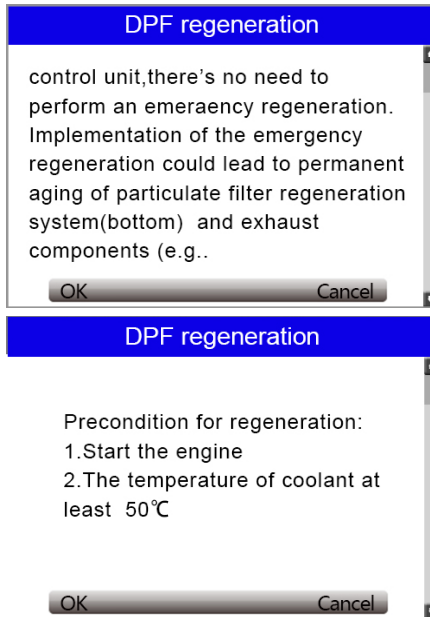 DPF regeneration
control unit,there's no need to
perform an emeraency regeneration.
Implementation of the emergency
regeneration could lead to permanent
aging of particulate filter regeneration
system(bottom)  and exhaust
components (e.g..
OK Cancel
DPF regeneration
Precondition for regeneration:
1.Start the engine
2.The temperature of coolant at
least  50℃
OK Cancel